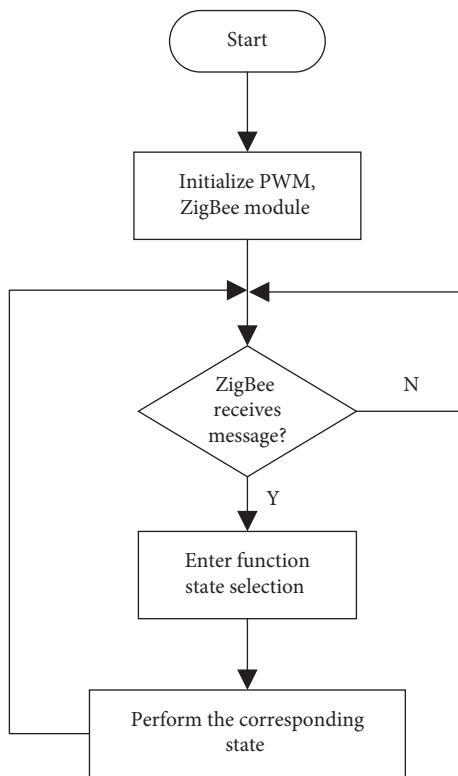 Start
Initialize PWM,
ZigBee module
ZigBee
receives
message?
N
Y
Enter function
state selection
Perform the corresponding
state